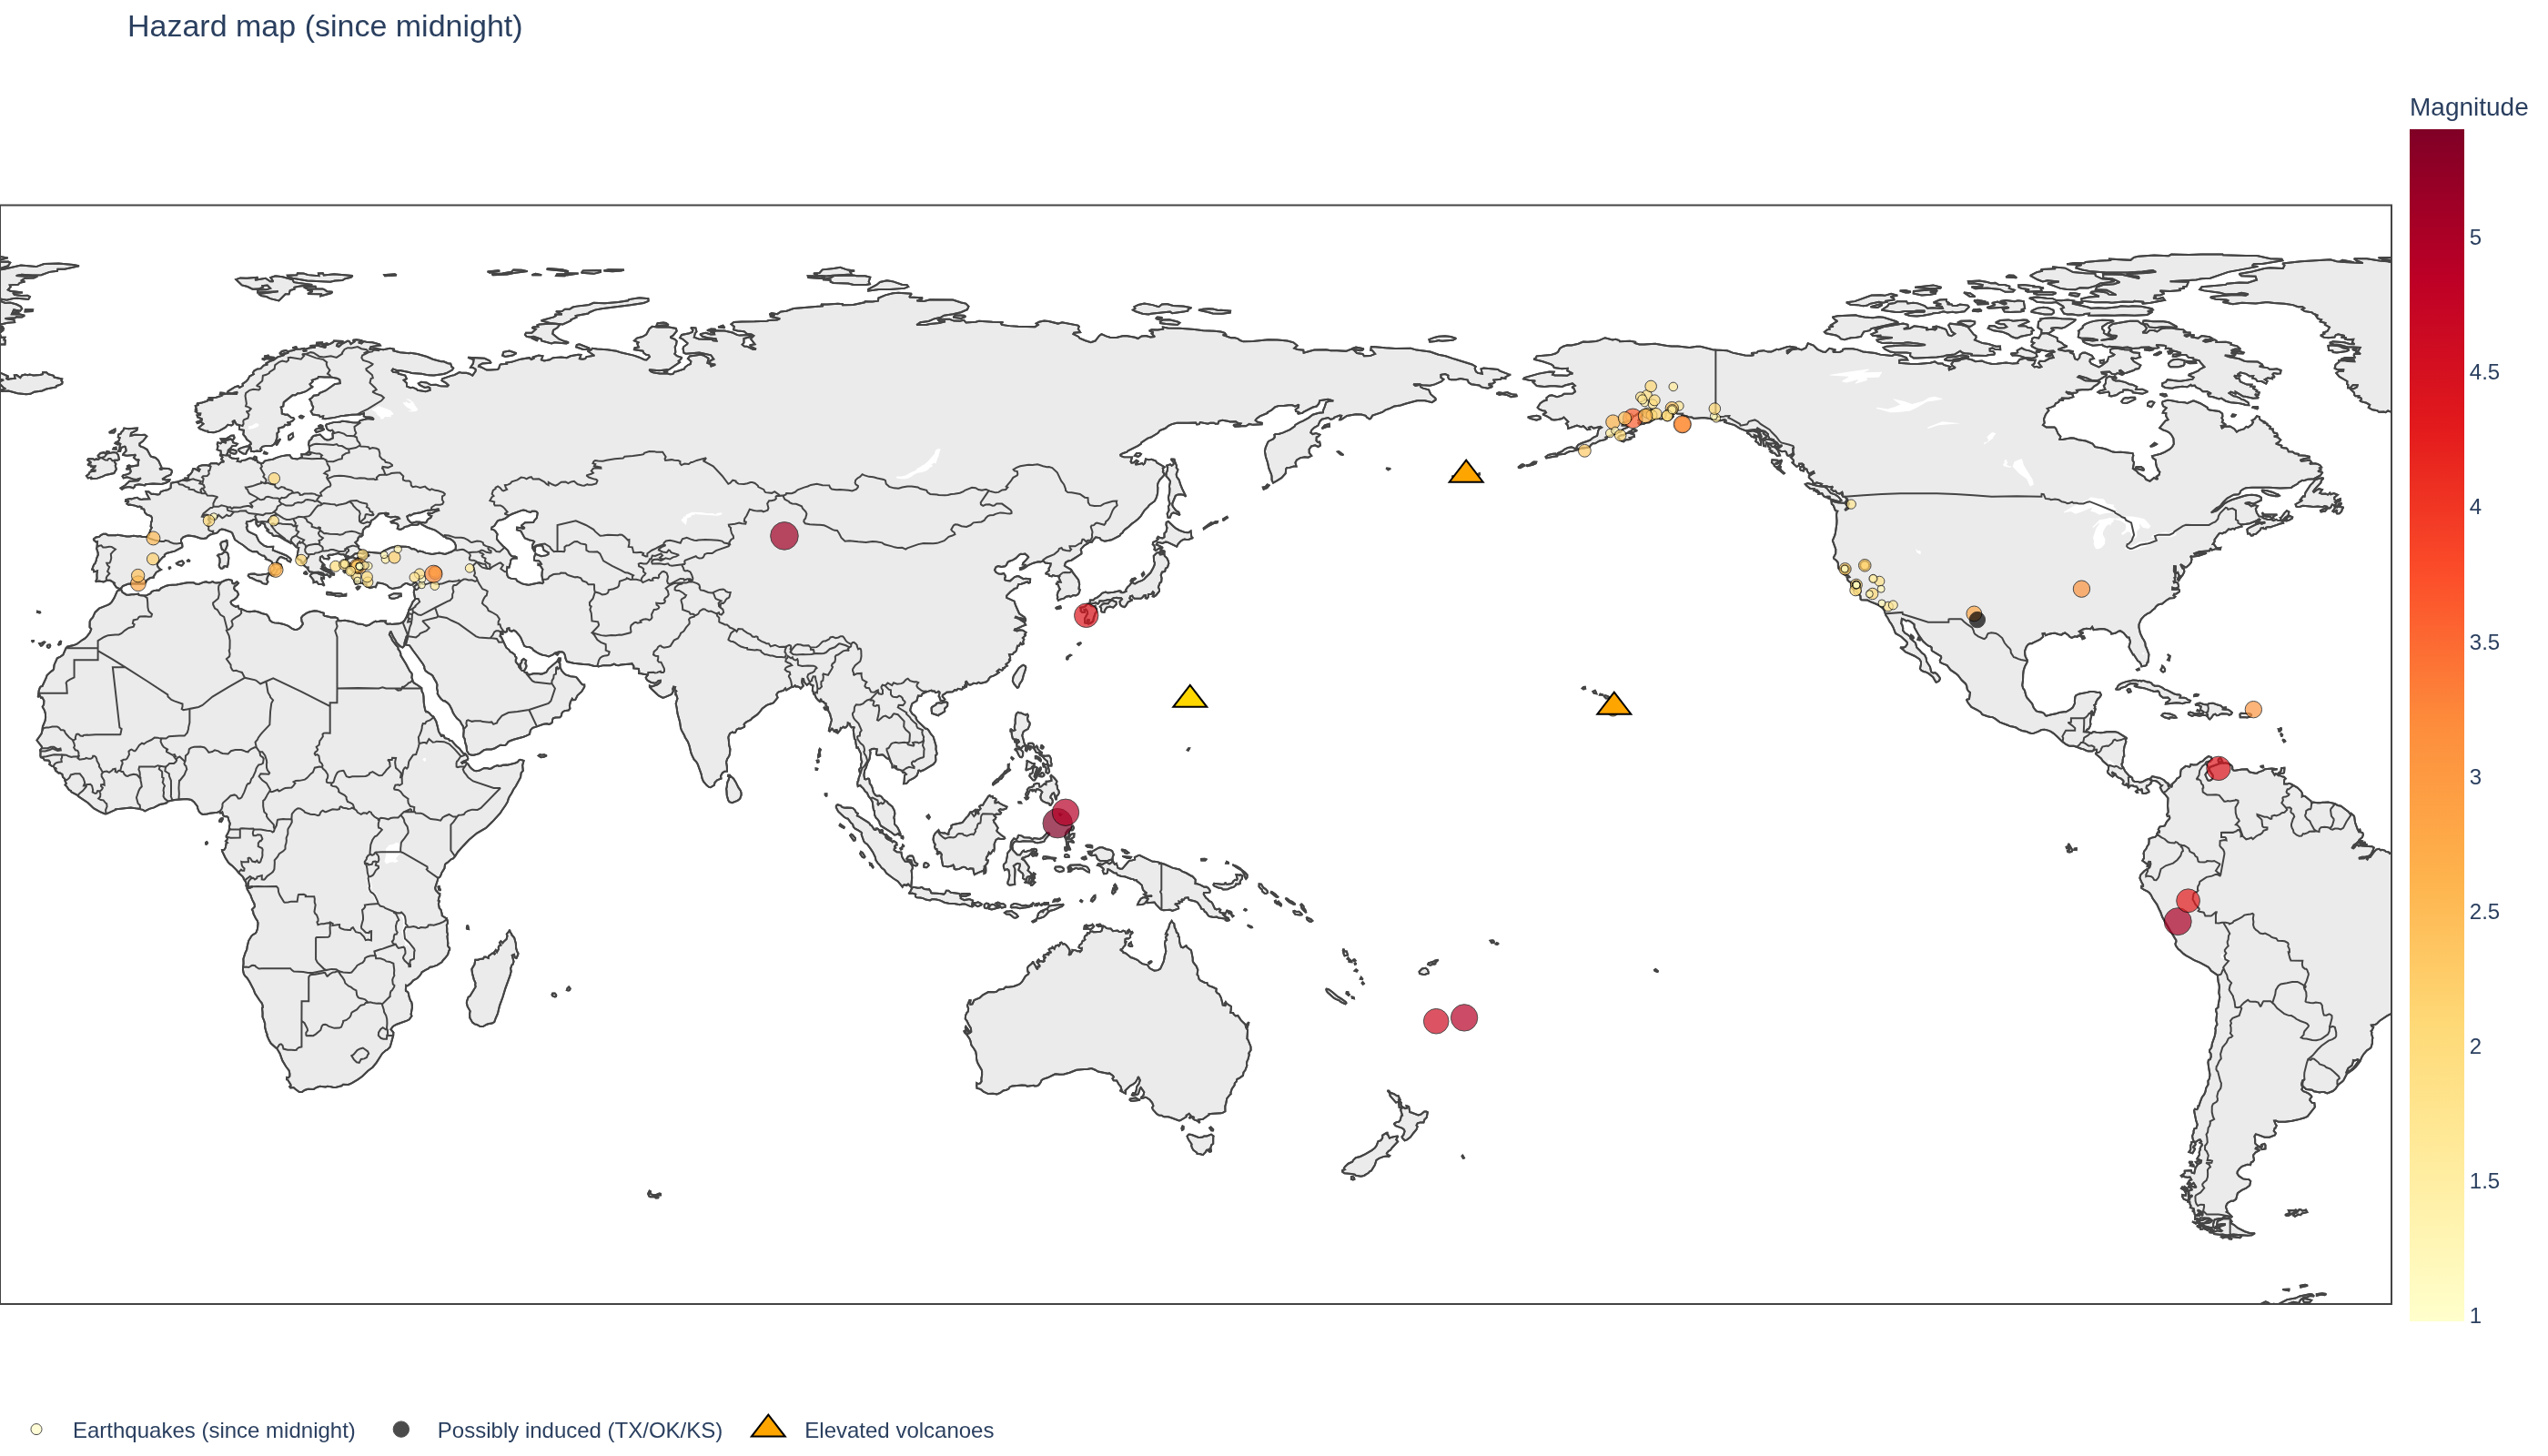 Hazard map (since midnight)
Magnitude
5
4.5
4
3.5
3
2.5
2
1.5
1
Earthquakes (since midnight)
Possibly induced (TX/OK/KS)
Elevated volcanoes